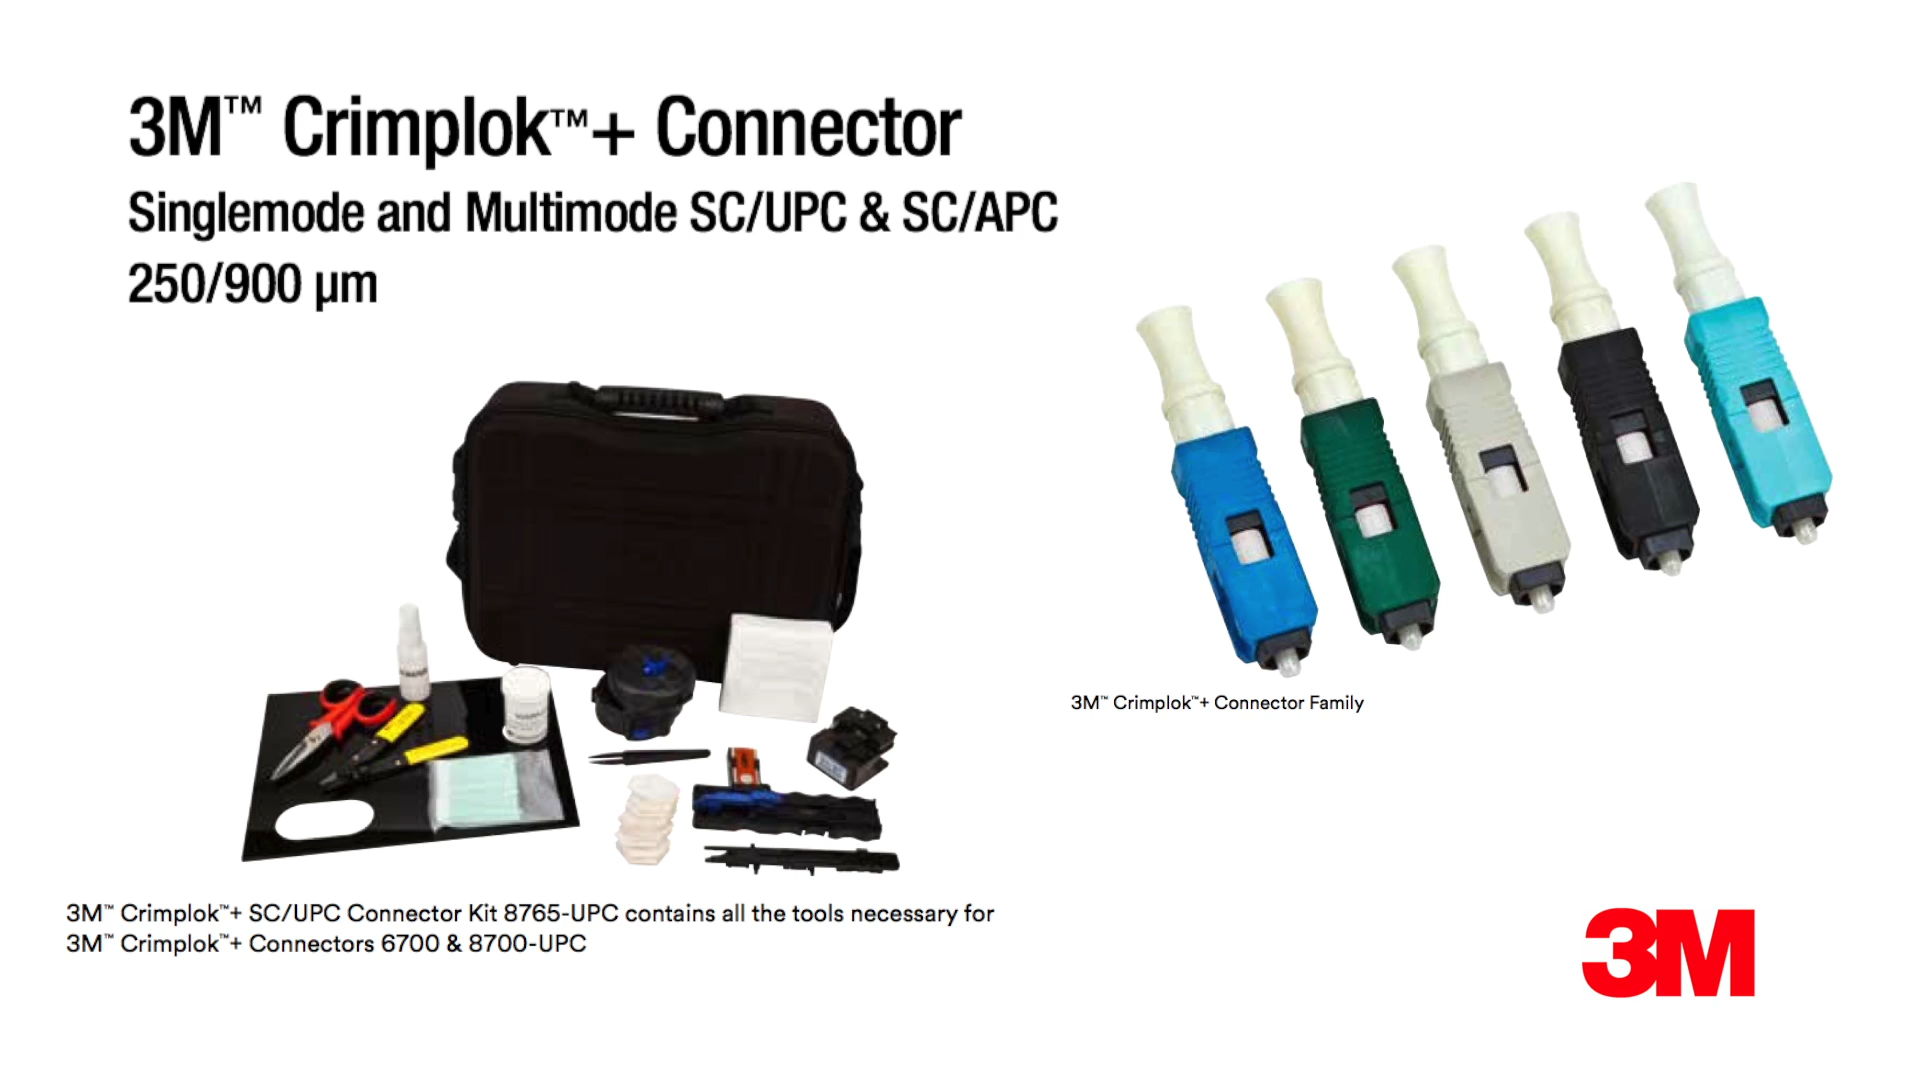 3M™ Crimplok™+ Connector
Singlemode and Multimode SC/UPC & SC/APC
250/900 µm
3M™ Crimplok™+ Connector Family
3M™ Crimplok™+ SC/UPC Connector Kit 8765-UPC contains all the tools necessary for
3M™ Crimplok™+ Connectors 6700 & 8700-UPC
3M